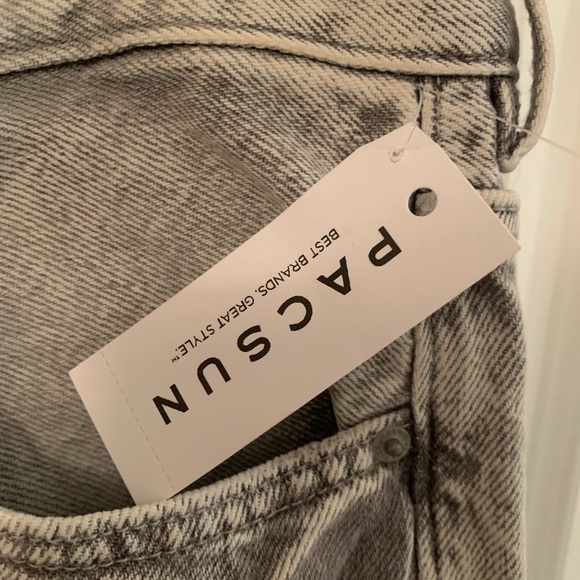 PACSUN
BEST BRANDS. GREAT STYLE.™